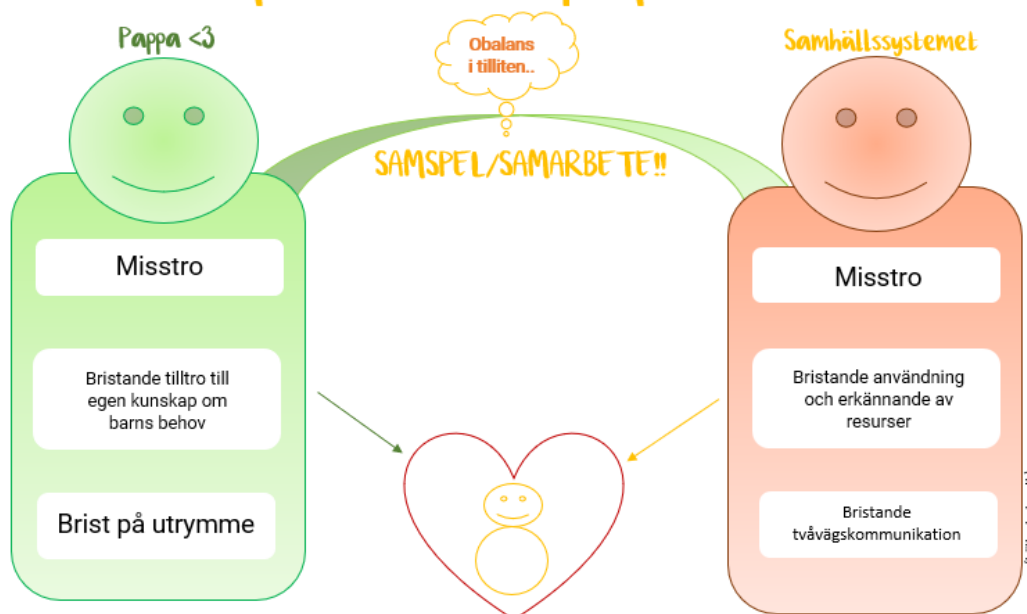 Pappa <3
Obalans
i tilliten..
Samhällssystemet
SAMSPEL/SAMARBETE!!
Misstro
Bristande tilltro till
egen kunskap om
barns behov
Brist på utrymme
Misstro
Bristande användning
och erkännande av
resurser
Bristande
tvåvägskommunikation